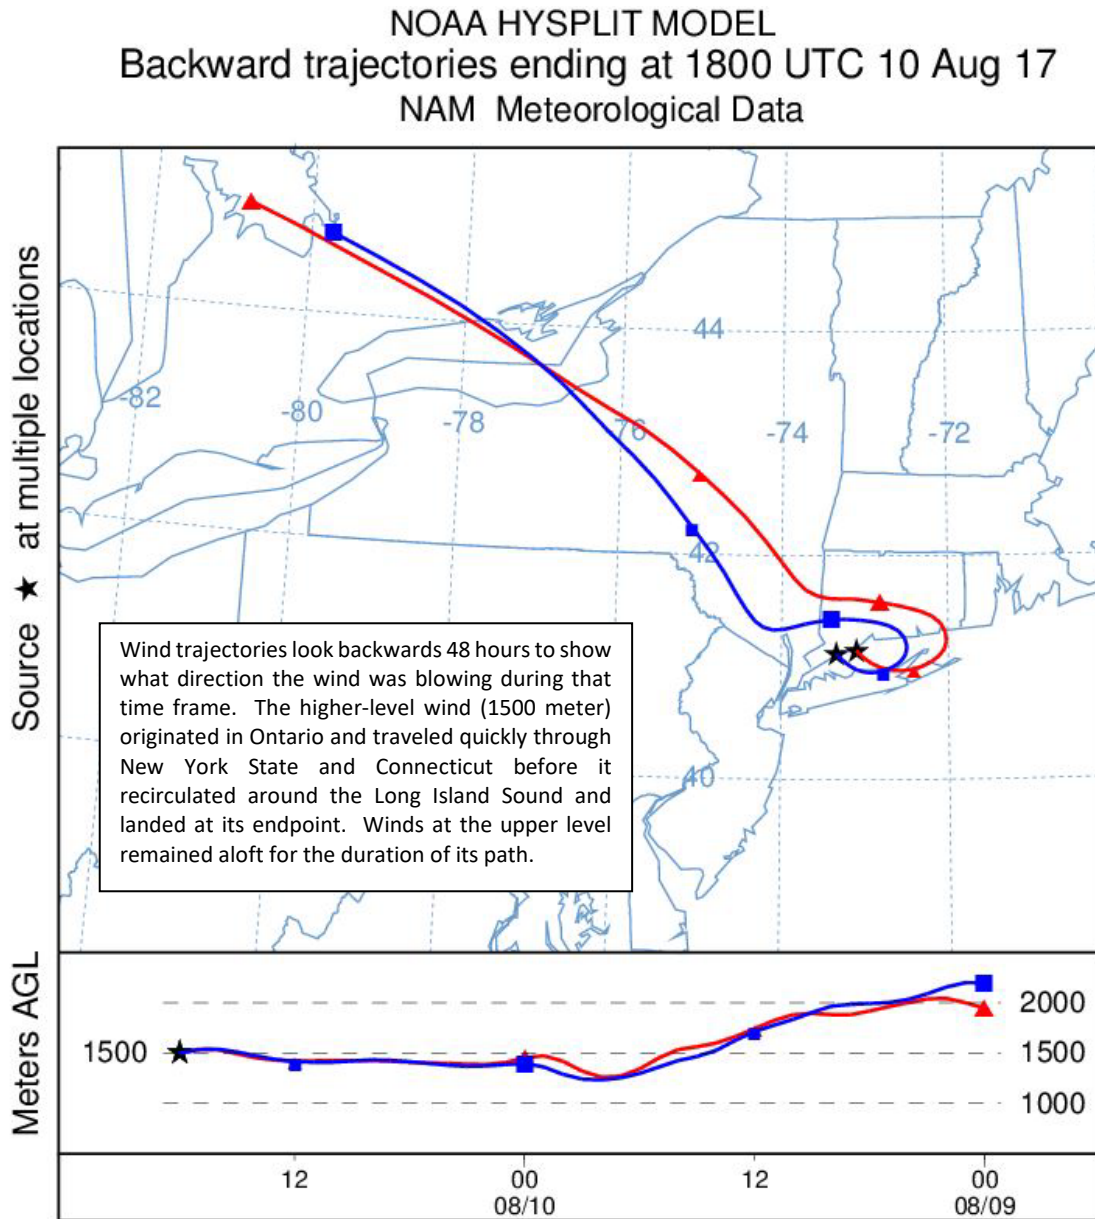 NOAA HYSPLIT MODEL
Backward trajectories ending at 1800 UTC 10 Aug 17
NAM Meteorological Data
Source ★ at multiple locations
44
-82
-80
-78
-76
-74
-72
42
40
Wind trajectories look backwards 48 hours to show
what direction the wind was blowing during that
time frame. The higher-level wind (1500 meter)
originated in Ontario and traveled quickly through
New York State and Connecticut before it
recirculated around the Long Island Sound and
landed at its endpoint. Winds at the upper level
remained aloft for the duration of its path.
Meters AGL
1500
2000
1500
1000
12 00 12 00
08/10 08/09